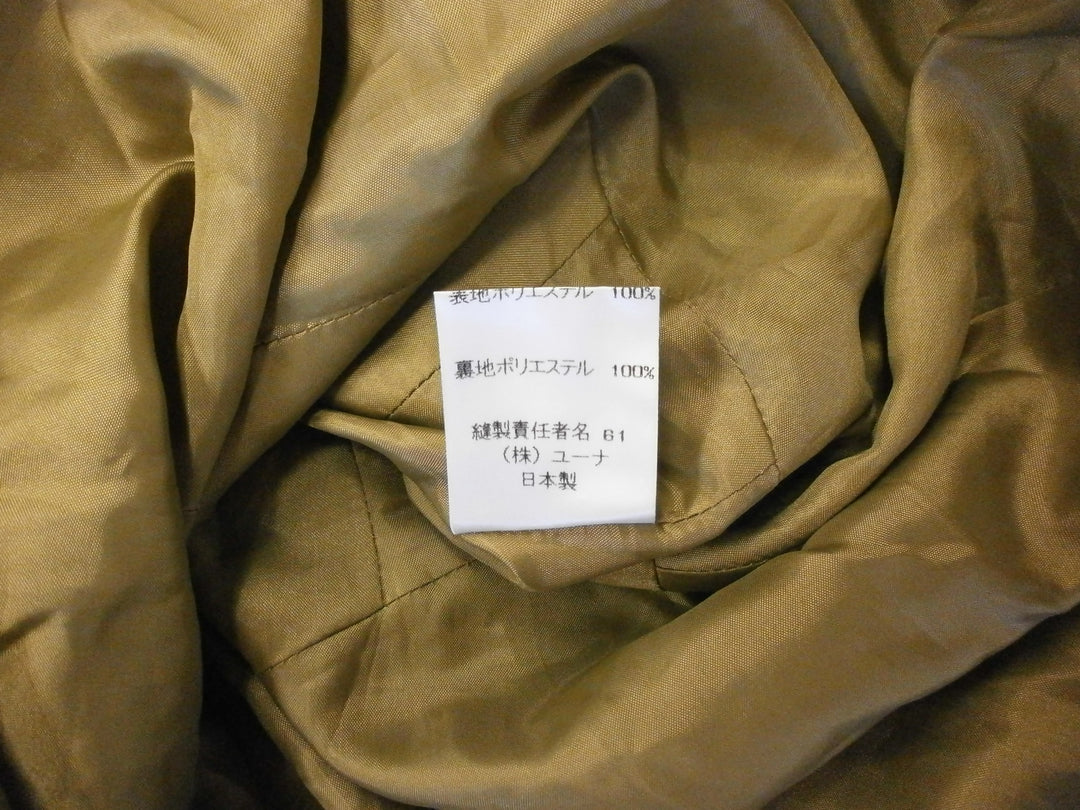 表地ポリエステル 100%
裏地ポリエステル 100%
縫製責任者名 61
(株) ユーナ
日本製